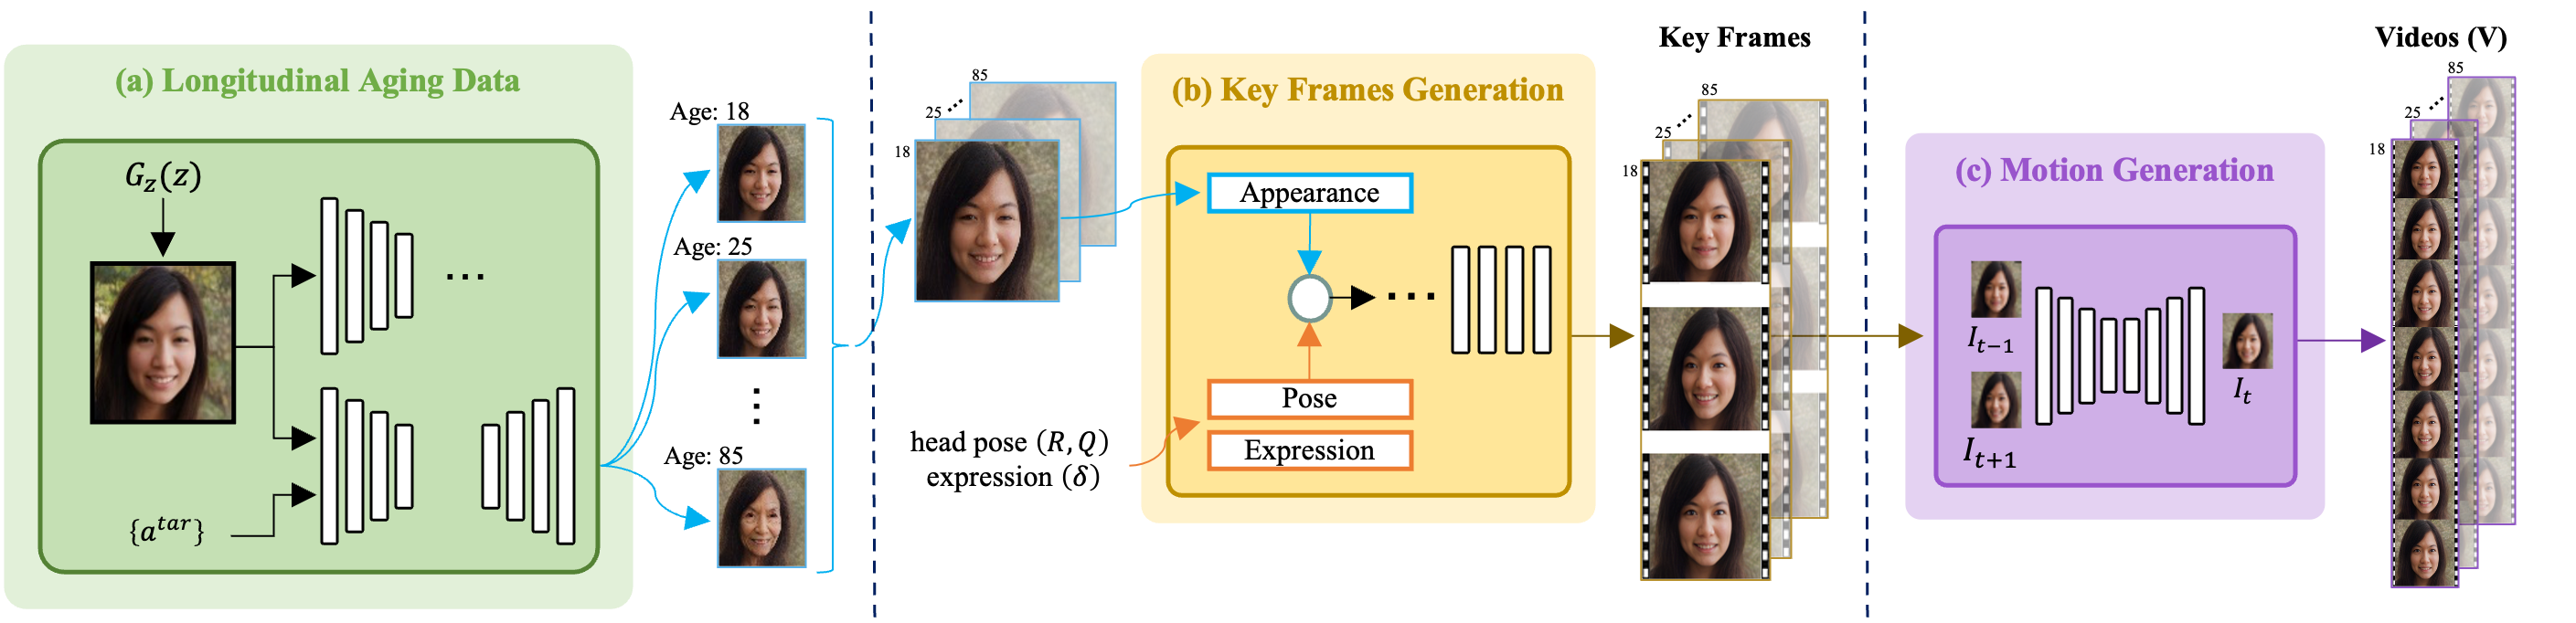 (a) Longitudinal Aging Data
G_z(z)
{a^{tar}}
...
Age: 18
Age: 25
Age: 85
85
25
18
(b) Key Frames Generation
Appearance
...
Pose
Expression
head pose (R, Q)
expression (δ)
Key Frames
85
25
18
(c) Motion Generation
I_{t−1}
I_{t+1}
I_t
Videos (V)
85
25
18